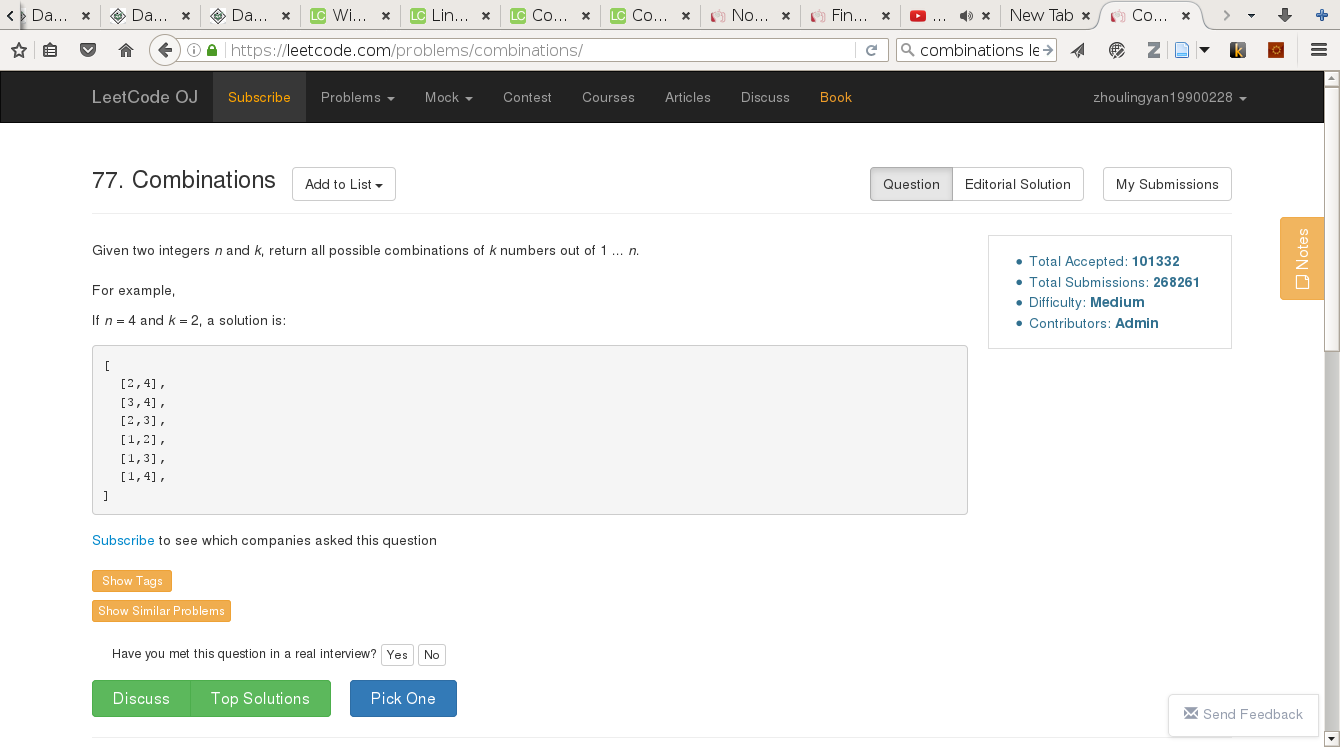 Da... Da... Da... Wi... Lin... Co... Co... No... Fin... ... New Tab Co...
https://leetcode.com/problems/combinations/ combinations le
LeetCode OJ Subscribe Problems Mock Contest Courses Articles Discuss Book zhoulingyan19900228
77. Combinations Add to List Question Editorial Solution My Submissions
Given two integers n and k, return all possible combinations of k numbers out of 1 ... n.
For example,
If n = 4 and k = 2, a solution is:
[
[2,4],
[3,4],
[2,3],
[1,2],
[1,3],
[1,4],
]
Total Accepted: 101332
Total Submissions: 268261
Difficulty: Medium
Contributors: Admin
Notes
Subscribe to see which companies asked this question
Show Tags
Show Similar Problems
Have you met this question in a real interview? Yes No
Discuss Top Solutions Pick One
Send Feedback